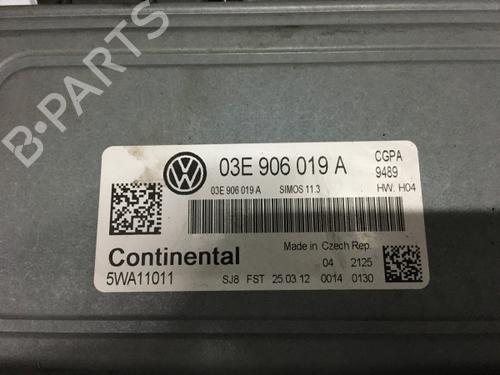 B-PARTS
03E 906 019 A
CGPA
9489
03E 906 019 A SIMOS 11.3 HW. H04
Continental
Made in Czech Rep.
5WA11011
04 2125
SJ8 FST 25.03.12 0014 0130